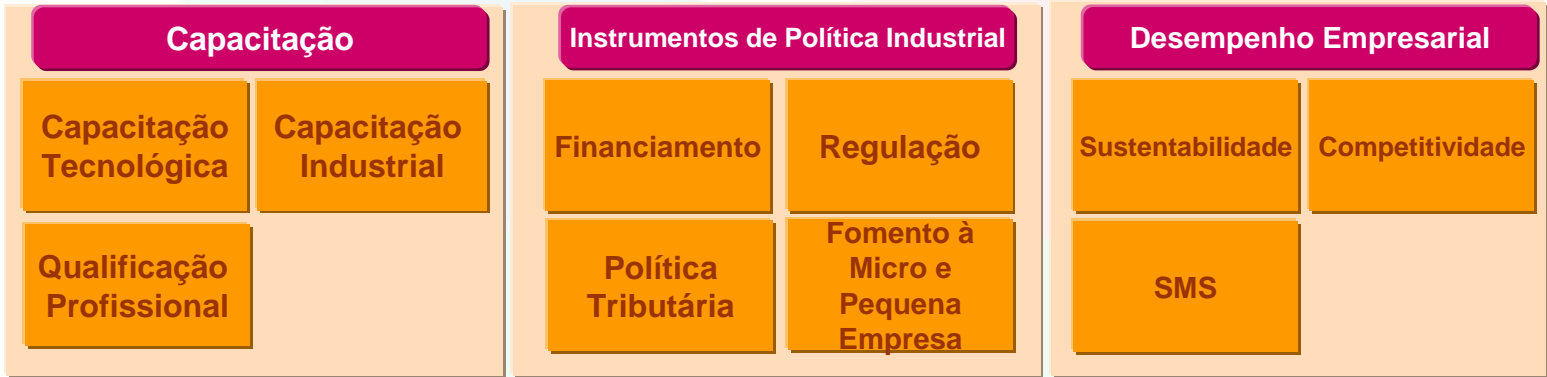 Capacitação
Capacitação
Tecnológica
Capacitação
Industrial
Qualificação
Profissional
Instrumentos de Política Industrial
Financiamento
Regulação
Política
Tributária
Fomento à
Micro e
Pequena
Empresa
Desempenho Empresarial
Sustentabilidade
Competitividade
SMS